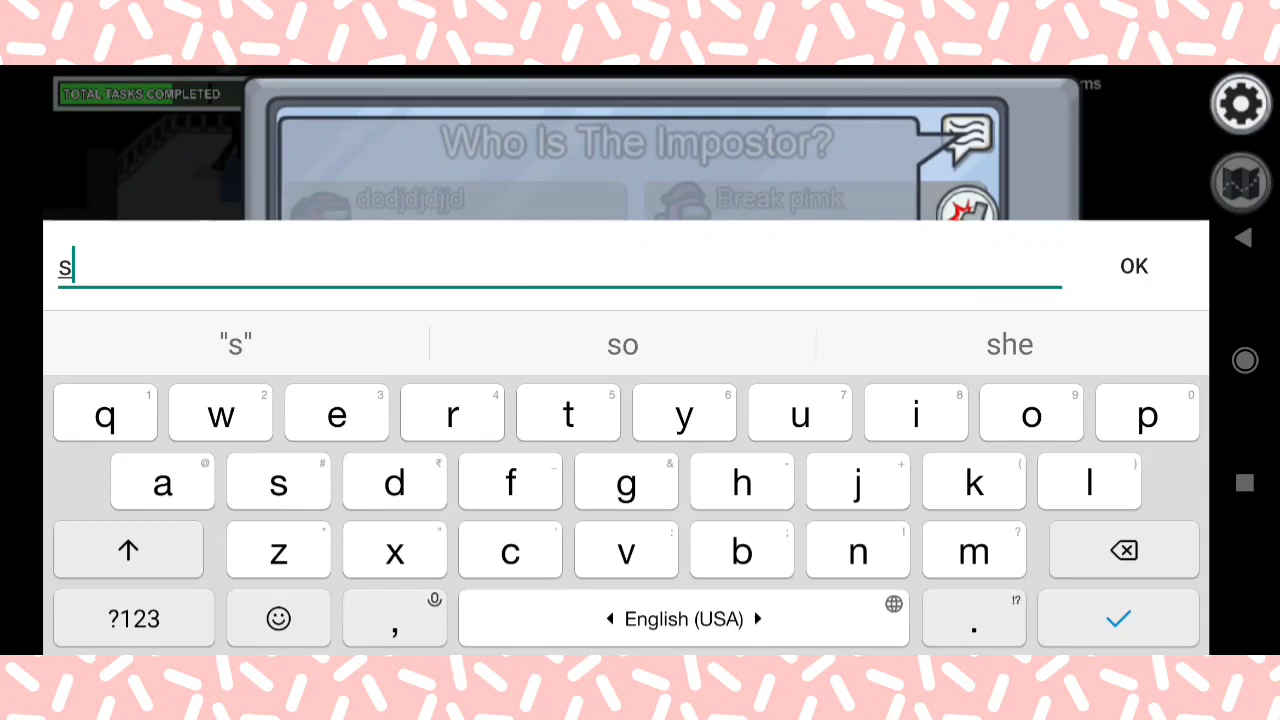 TOTAL TASKS COMPLETED
ms
Who Is The Impostor?
dodjdjdjjd
Break pimk
s
OK
"s"
so
she
q 1 w 2 e 3 r 4 t 5 y 6 u 7 i 8 o 9 p 0
a @ s # d ₹ f _ g & h - j + k ( l )
z * x " c ' v : b ; n ! m ?
?123 , English (USA) . !?